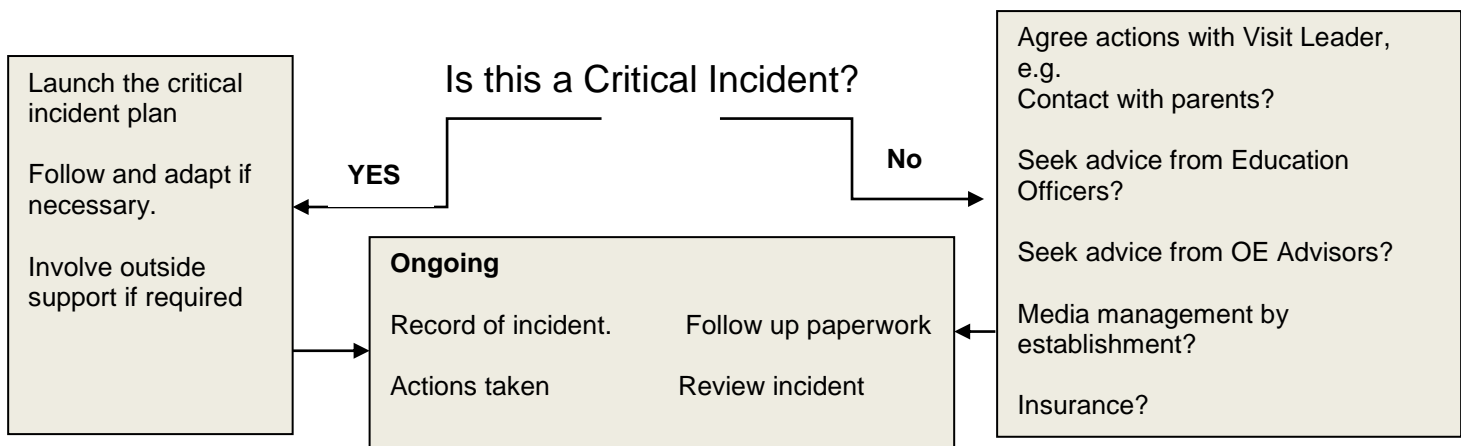 Is this a Critical Incident?
YES
No
Launch the critical
incident plan
Follow and adapt if
necessary.
Involve outside
support if required
Agree actions with Visit Leader,
e.g.
Contact with parents?
Seek advice from Education
Officers?
Seek advice from OE Advisors?
Media management by
establishment?
Insurance?
Ongoing
Record of incident. Follow up paperwork
Actions taken Review incident